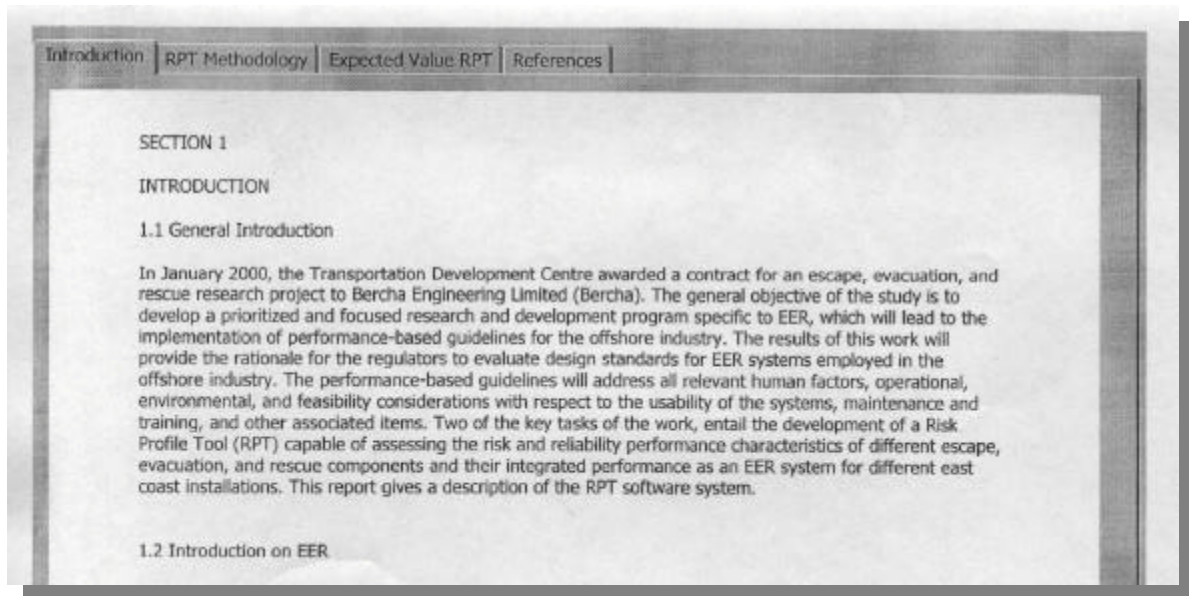 Introduction RPT Methodology Expected Value RPT References
SECTION 1
INTRODUCTION
1.1 General Introduction
In January 2000, the Transportation Development Centre awarded a contract for an escape, evacuation, and
rescue research project to Bercha Engineering Limited (Bercha). The general objective of the study is to
develop a prioritized and focused research and development program specific to EER, which will lead to the
implementation of performance-based guidelines for the offshore industry. The results of this work will
provide the rationale for the regulators to evaluate design standards for EER systems employed in the
offshore industry. The performance-based guidelines will address all relevant human factors, operational,
environmental, and feasibility considerations with respect to the usability of the systems, maintenance and
training, and other associated items. Two of the key tasks of the work, entail the development of a Risk
Profile Tool (RPT) capable of assessing the risk and reliability performance characteristics of different escape,
evacuation, and rescue components and their integrated performance as an EER system for different east
coast installations. This report gives a description of the RPT software system.
1.2 Introduction on EER